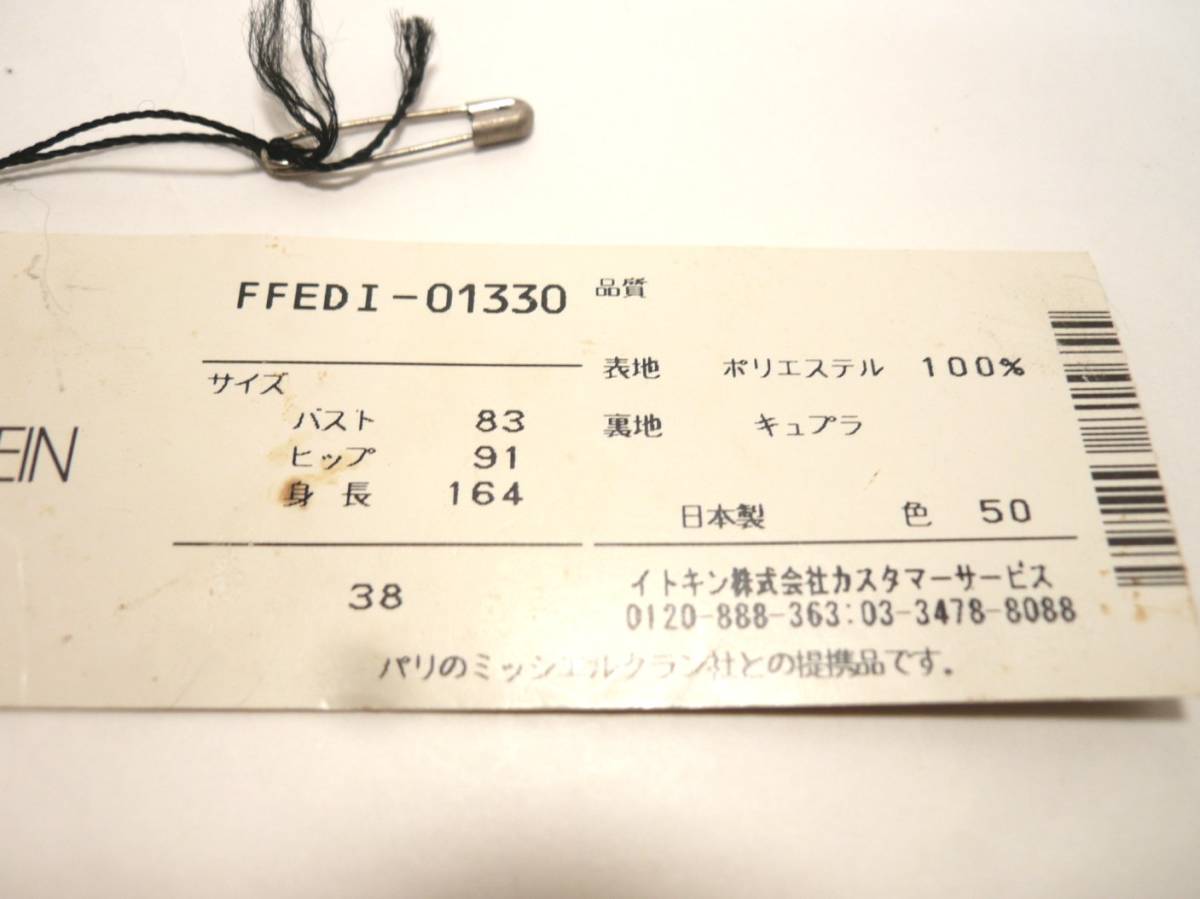 EIN
FFEDI-01330
サイズ
バスト 83
ヒップ 91
身長 164
38
品質
表地 ポリエステル 100%
裏地 キュプラ
日本製 色 50
イトキン株式会社カスタマーサービス
0120-888-363:03-3478-8088
パリのミッシェルクラン社との提携品です。